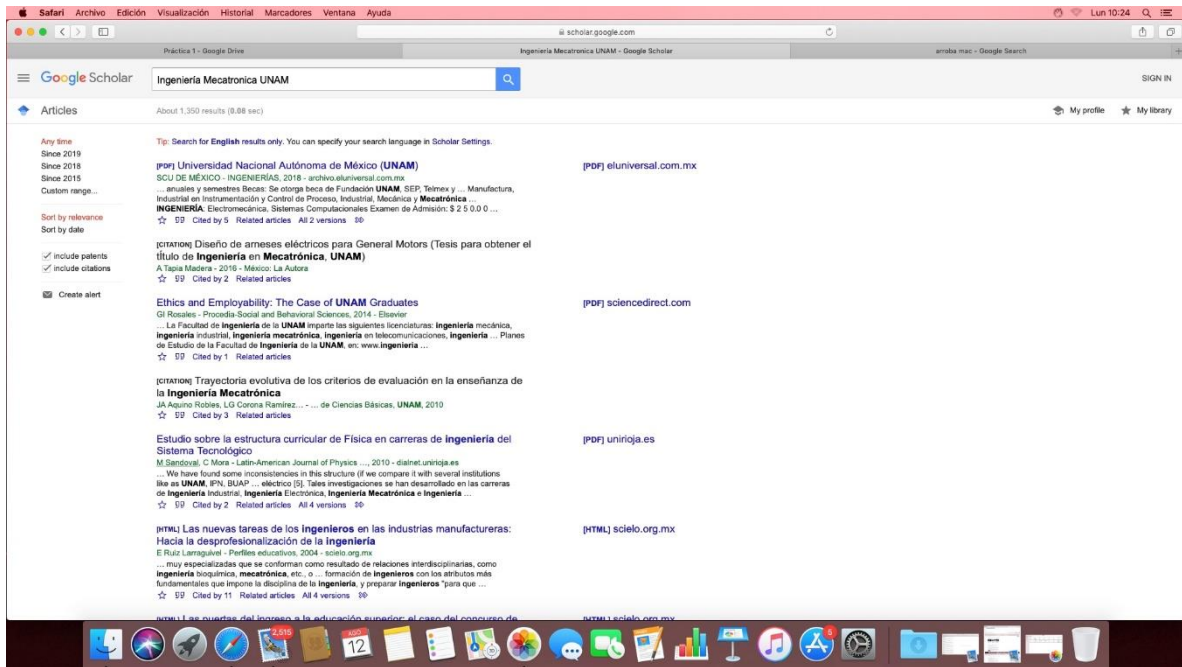 Safari Archivo Edición Visualización Historial Marcadores Ventana Ayuda
Lun 10:24
scholar.google.com
Práctica 1 - Google Drive
Ingeniería Mecatronica UNAM - Google Scholar
arroba mac - Google Search
Google Scholar
Ingeniería Mecatronica UNAM
SIGN IN
Articles
About 1,350 results (0.08 sec)
My profile
My library
Any time
Since 2019
Since 2018
Since 2015
Custom range...
Sort by relevance
Sort by date
include patents
include citations
Create alert
Tip: Search for English results only. You can specify your search language in Scholar Settings.
[PDF] Universidad Nacional Autónoma de México (UNAM)
[PDF] eluniversal.com.mx
SCU DE MÉXICO - INGENIERÍAS, 2018 - archivo.eluniversal.com.mx
... anuales y semestres Becas: Se otorga beca de Fundación UNAM, SEP, Telmex y ... Manufactura,
Industrial en Instrumentación y Control de Proceso, Industrial, Mecánica y Mecatrónica ...
INGENIERÍA: Electromecánica, Sistemas Computacionales Examen de Admisión: $ 2 5 0.0 0 ...
Cited by 5 Related articles All 2 versions
[CITATION] Diseño de arneses eléctricos para General Motors (Tesis para obtener el
título de Ingeniería en Mecatrónica, UNAM)
A Tapia Madera - 2016 - México: La Autora
Cited by 2 Related articles
Ethics and Employability: The Case of UNAM Graduates
[PDF] sciencedirect.com
GI Rosales - Procedia-Social and Behavioral Sciences, 2014 - Elsevier
... La Facultad de ingeniería de la UNAM imparte las siguientes licenciaturas: ingeniería mecánica,
ingeniería industrial, ingeniería mecatrónica, ingeniería en telecomunicaciones, ingeniería ... Planes
de Estudio de la Facultad de Ingeniería de la UNAM, en: www.ingenieria ...
Cited by 1 Related articles
[CITATION] Trayectoria evolutiva de los criterios de evaluación en la enseñanza de
la Ingeniería Mecatrónica
JA Aquino Robles, LG Corona Ramírez... - ... de Ciencias Básicas, UNAM, 2010
Cited by 3 Related articles
Estudio sobre la estructura curricular de Física en carreras de ingeniería del
Sistema Tecnológico
[PDF] unirioja.es
M Sandoval, C Mora - Latin-American Journal of Physics ..., 2010 - dialnet.unirioja.es
... We have found some inconsistencies in this structure (if we compare it with several institutions
like as UNAM, IPN, BUAP ... eléctrico [5]. Tales investigaciones se han desarrollado en las carreras
de Ingeniería Industrial, Ingeniería Electrónica, Ingeniería Mecatrónica e Ingeniería ...
Cited by 2 Related articles All 4 versions
[HTML] Las nuevas tareas de los ingenieros en las industrias manufactureras:
Hacia la desprofesionalización de la ingeniería
[HTML] scielo.org.mx
E Ruiz Larraguivel - Perfiles educativos, 2004 - scielo.org.mx
... muy especializadas que se conforman como resultado de relaciones interdisciplinarias, como
ingeniería bioquímica, mecatrónica, etc., o ... formación de ingenieros con los atributos más
fundamentales que impone la disciplina de la ingeniería, y preparar ingenieros "para que ...
Cited by 11 Related articles All 4 versions
[HTML] Las puertas del ingreso a la educación superior: el caso del concurso de
[HTML] scielo.org.mx
2,515
AGO
12
5